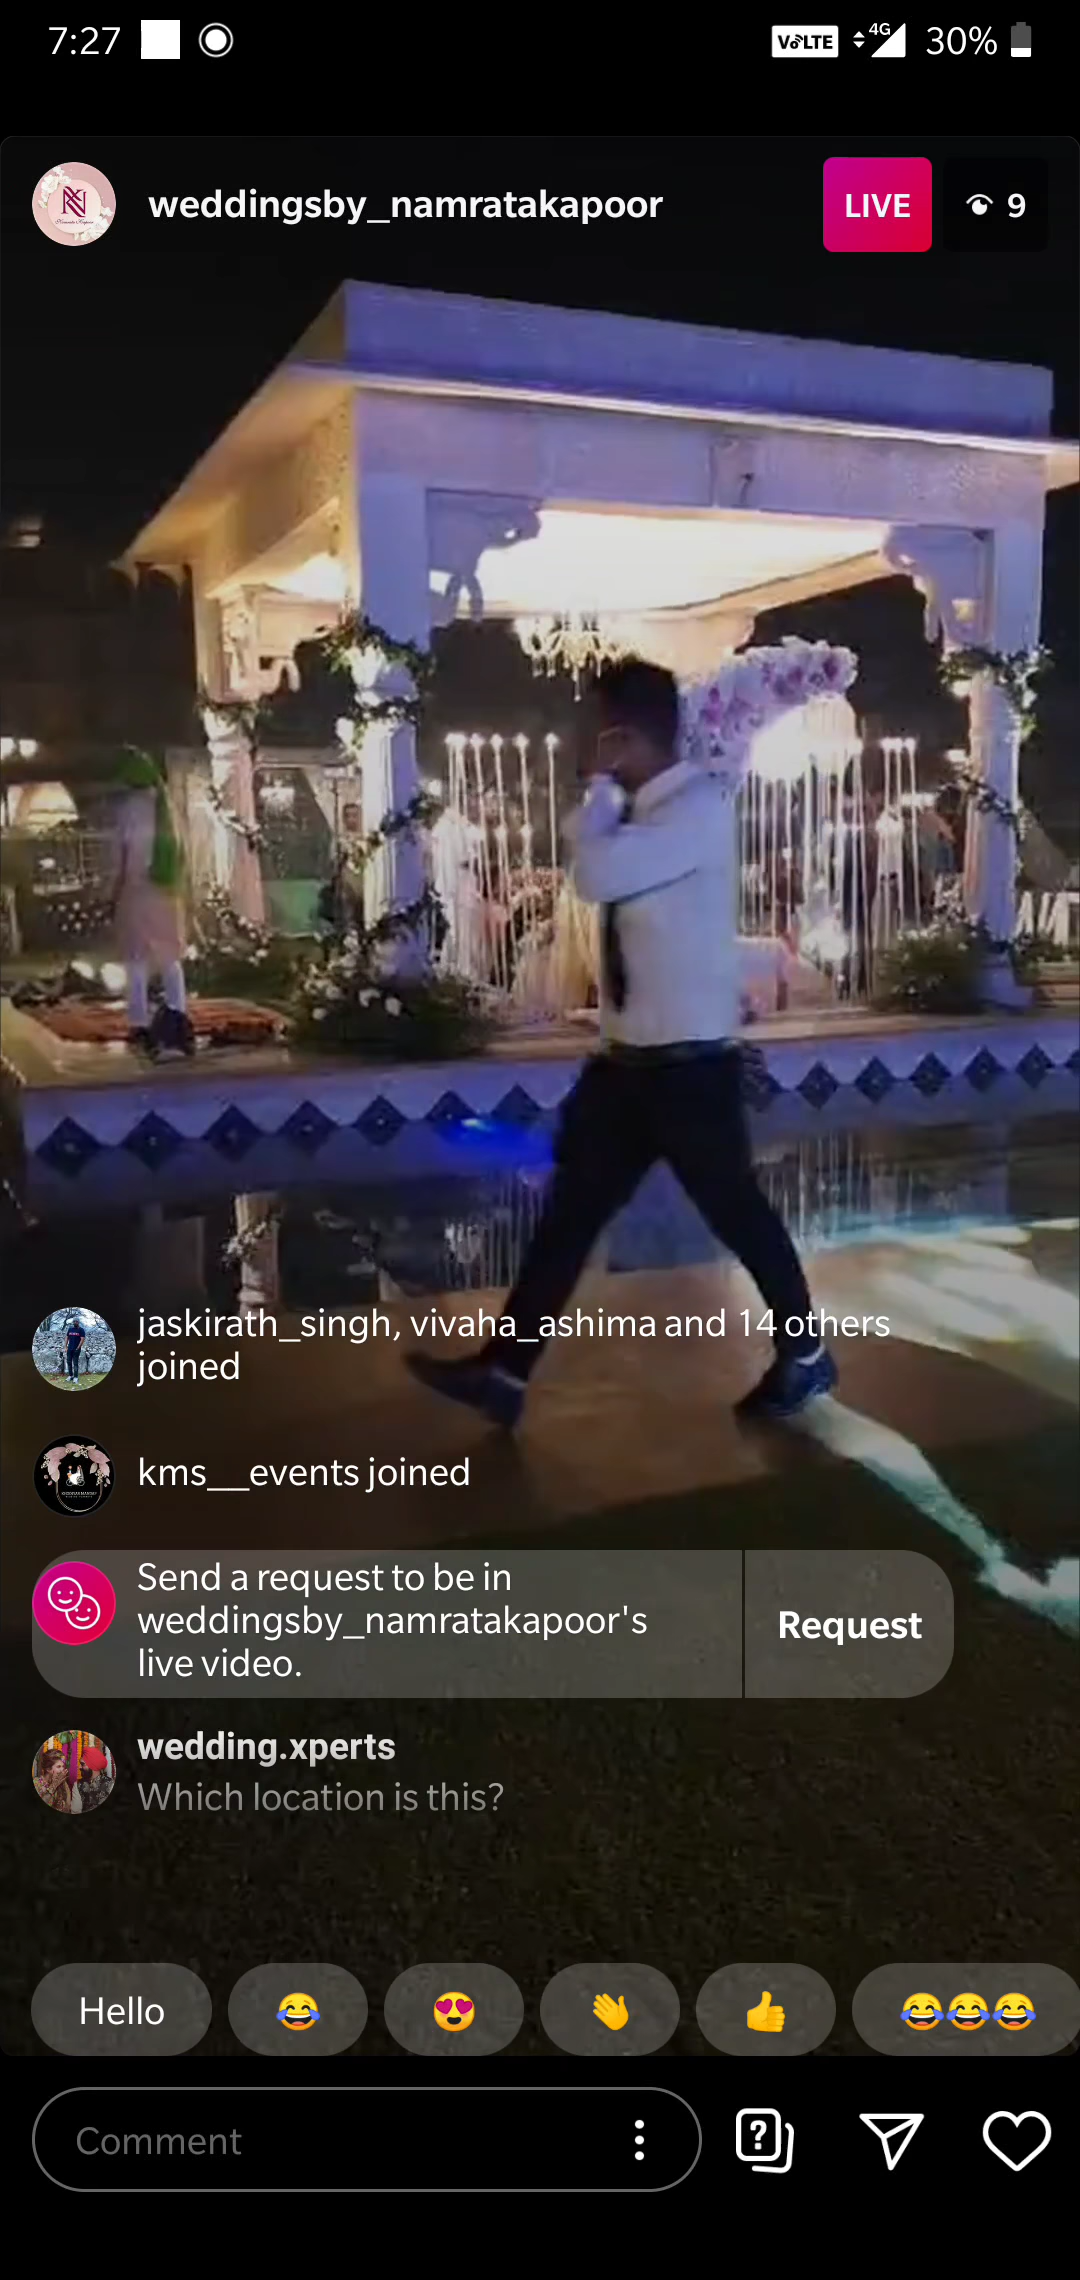 7:27
VoLTE 4G 30%
weddingsby_namratakapoor LIVE 9
jaskirath_singh, vivaha_ashima and 14 others
joined
kms__events joined
Send a request to be in
weddingsby_namratakapoor's
live video.
Request
wedding.xperts
Which location is this?
Hello 😂 😍 👋 👍 😂😂😂
Comment